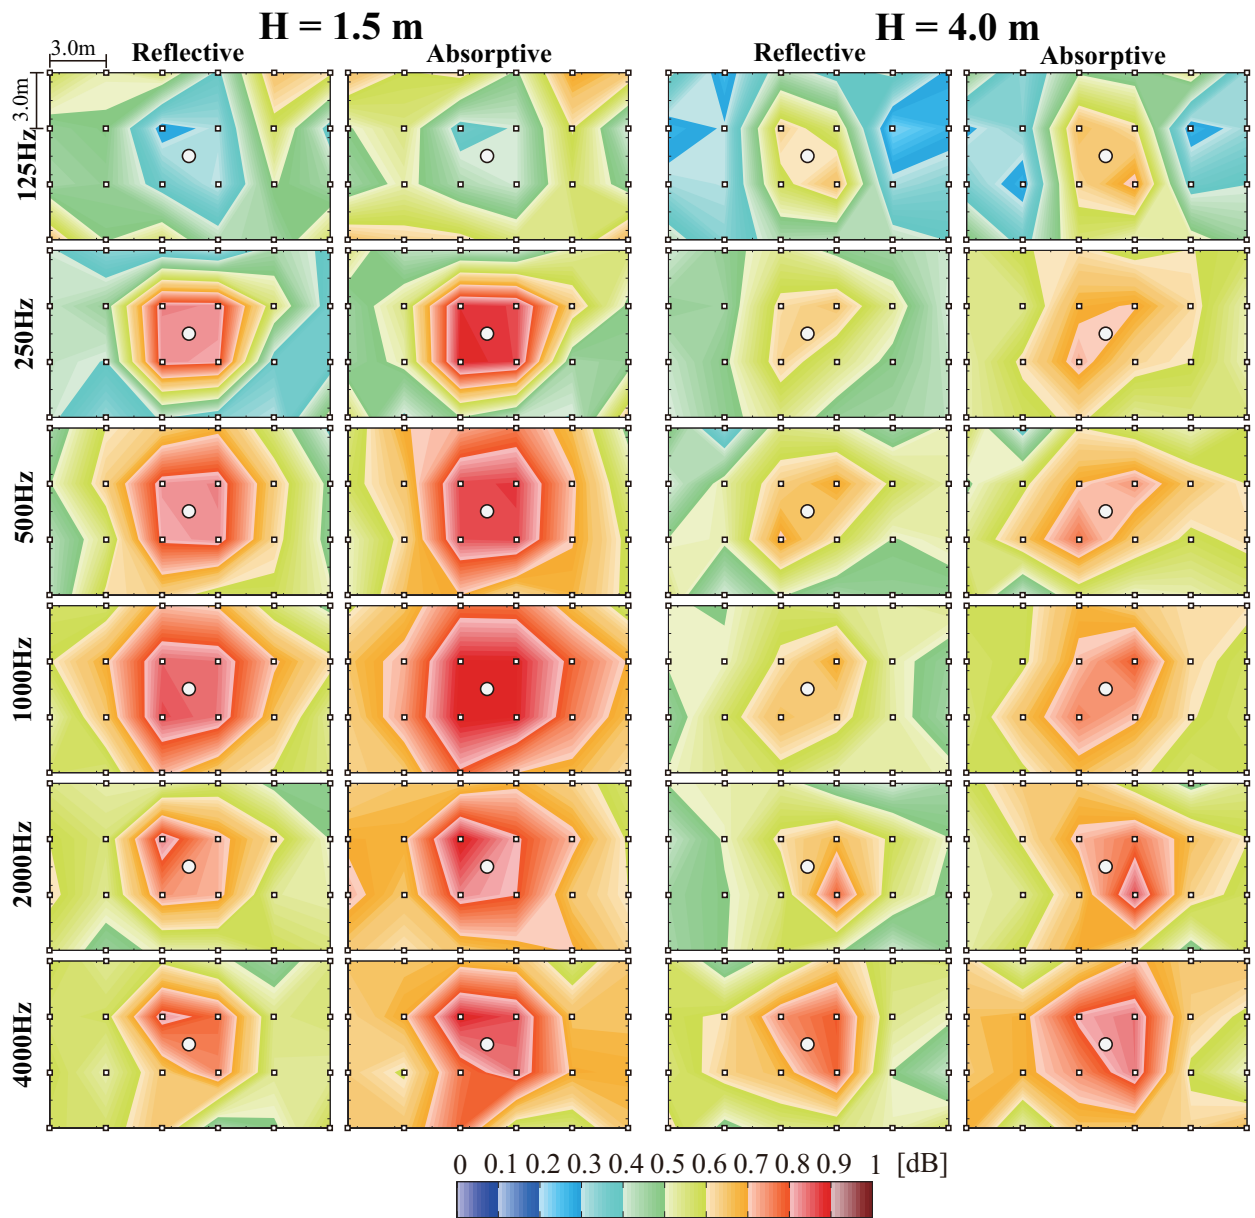 H = 1.5 m H = 4.0 m
Reflective Absorptive Reflective Absorptive
3.0m
3.0m
125Hz
250Hz
500Hz
1000Hz
2000Hz
4000Hz
0 0.1 0.2 0.3 0.4 0.5 0.6 0.7 0.8 0.9 1 [dB]